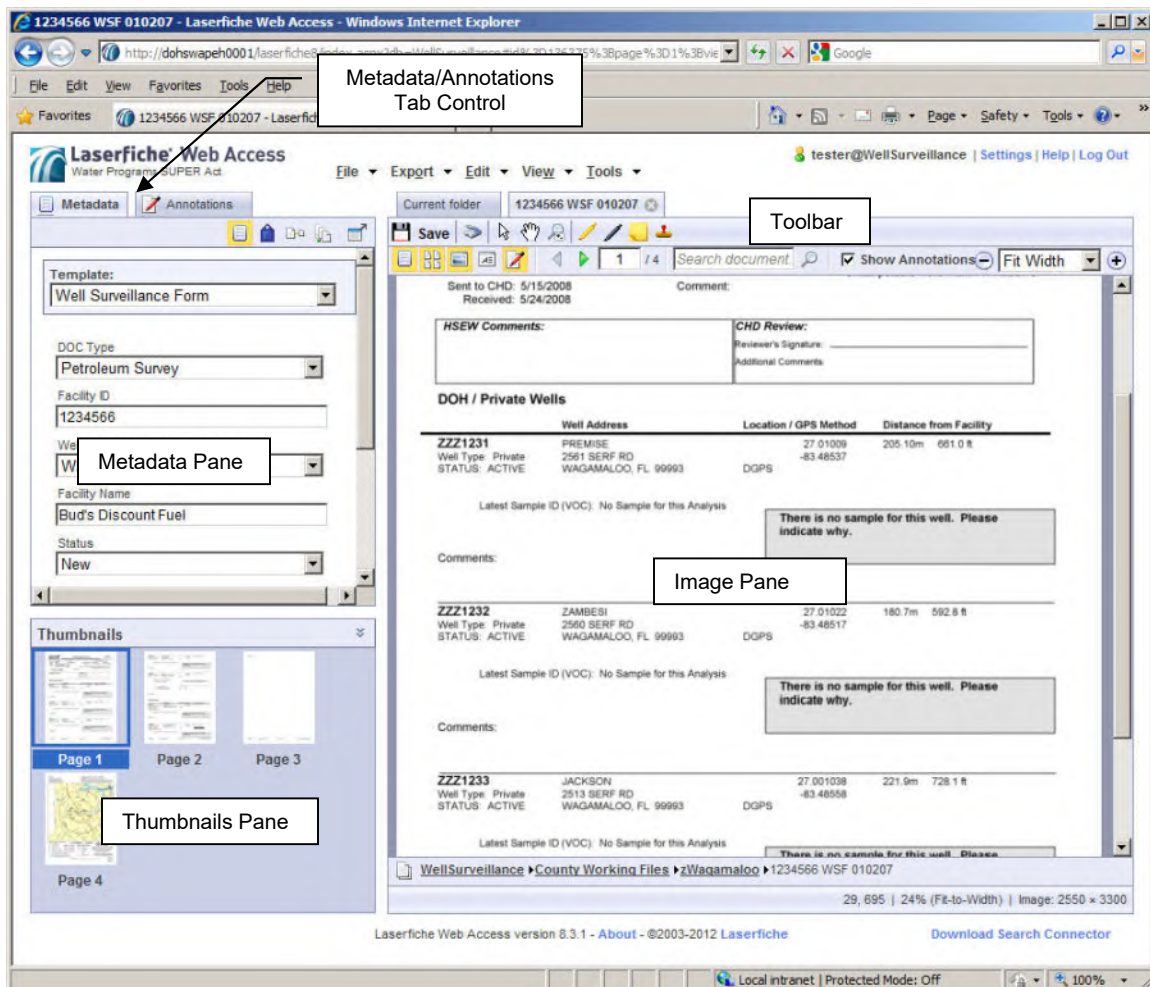 1234566 WSF 010207 - Laserfiche Web Access - Windows Internet Explorer
Google
File Edit View Favorites Tools Help
Metadata/Annotations
Tab Control
Favorites 1234566 WSF 010207 - Laserfich
Page Safety Tools
Laserfiche Web Access
Water Programs SUPER Act
tester@WellSurveillance | Settings | Help | Log Out
File Export Edit View Tools
Metadata Annotations
Current folder 1234566 WSF 010207
Toolbar
Save
1 / 4 Search document Show Annotations Fit Width
Template:
Well Surveillance Form
DOC Type
Petroleum Survey
Facility ID
1234566
Metadata Pane
Facility Name
Bud's Discount Fuel
Status
New
Thumbnails
Page 1 Page 2 Page 3
Thumbnails Pane
Page 4
Sent to CHD: 5/15/2008 Comment:
Received: 5/24/2008
HSEW Comments: CHD Review:
Reviewer's Signature:
Additional Comments:
DOH / Private Wells
Well Address Location / GPS Method Distance from Facility
ZZZ1231 PREMISE 27 01009 205.10m 661.0 ft
Well Type: Private 2561 SERF RD -83 48537
STATUS: ACTIVE WAGAMALOO, FL 99993 DGPS
Latest Sample ID (VOC): No Sample for this Analysis
There is no sample for this well. Please
indicate why.
Comments:
Image Pane
ZZZ1232 ZAMBESI 27.01022 180.7m 592.8 ft
Well Type: Private 2560 SERF RD -83.48517
STATUS: ACTIVE WAGAMALOO, FL 99993 DGPS
Latest Sample ID (VOC): No Sample for this Analysis
There is no sample for this well. Please
indicate why.
Comments:
ZZZ1233 JACKSON 27.001038 221.9m 728.1 ft
Well Type: Private 2513 SERF RD -83.48558
STATUS: ACTIVE WAGAMALOO, FL 99993 DGPS
Latest Sample ID (VOC): No Sample for this Analysis
There is no sample for this well. Please
WellSurveillance County Working Files zWagamaloo 1234566 WSF 010207
29, 695 | 24% (Fit-to-Width) | Image: 2550 × 3300
Laserfiche Web Access version 8.3.1 - About - ©2003-2012 Laserfiche
Download Search Connector
Local intranet | Protected Mode: Off 100%